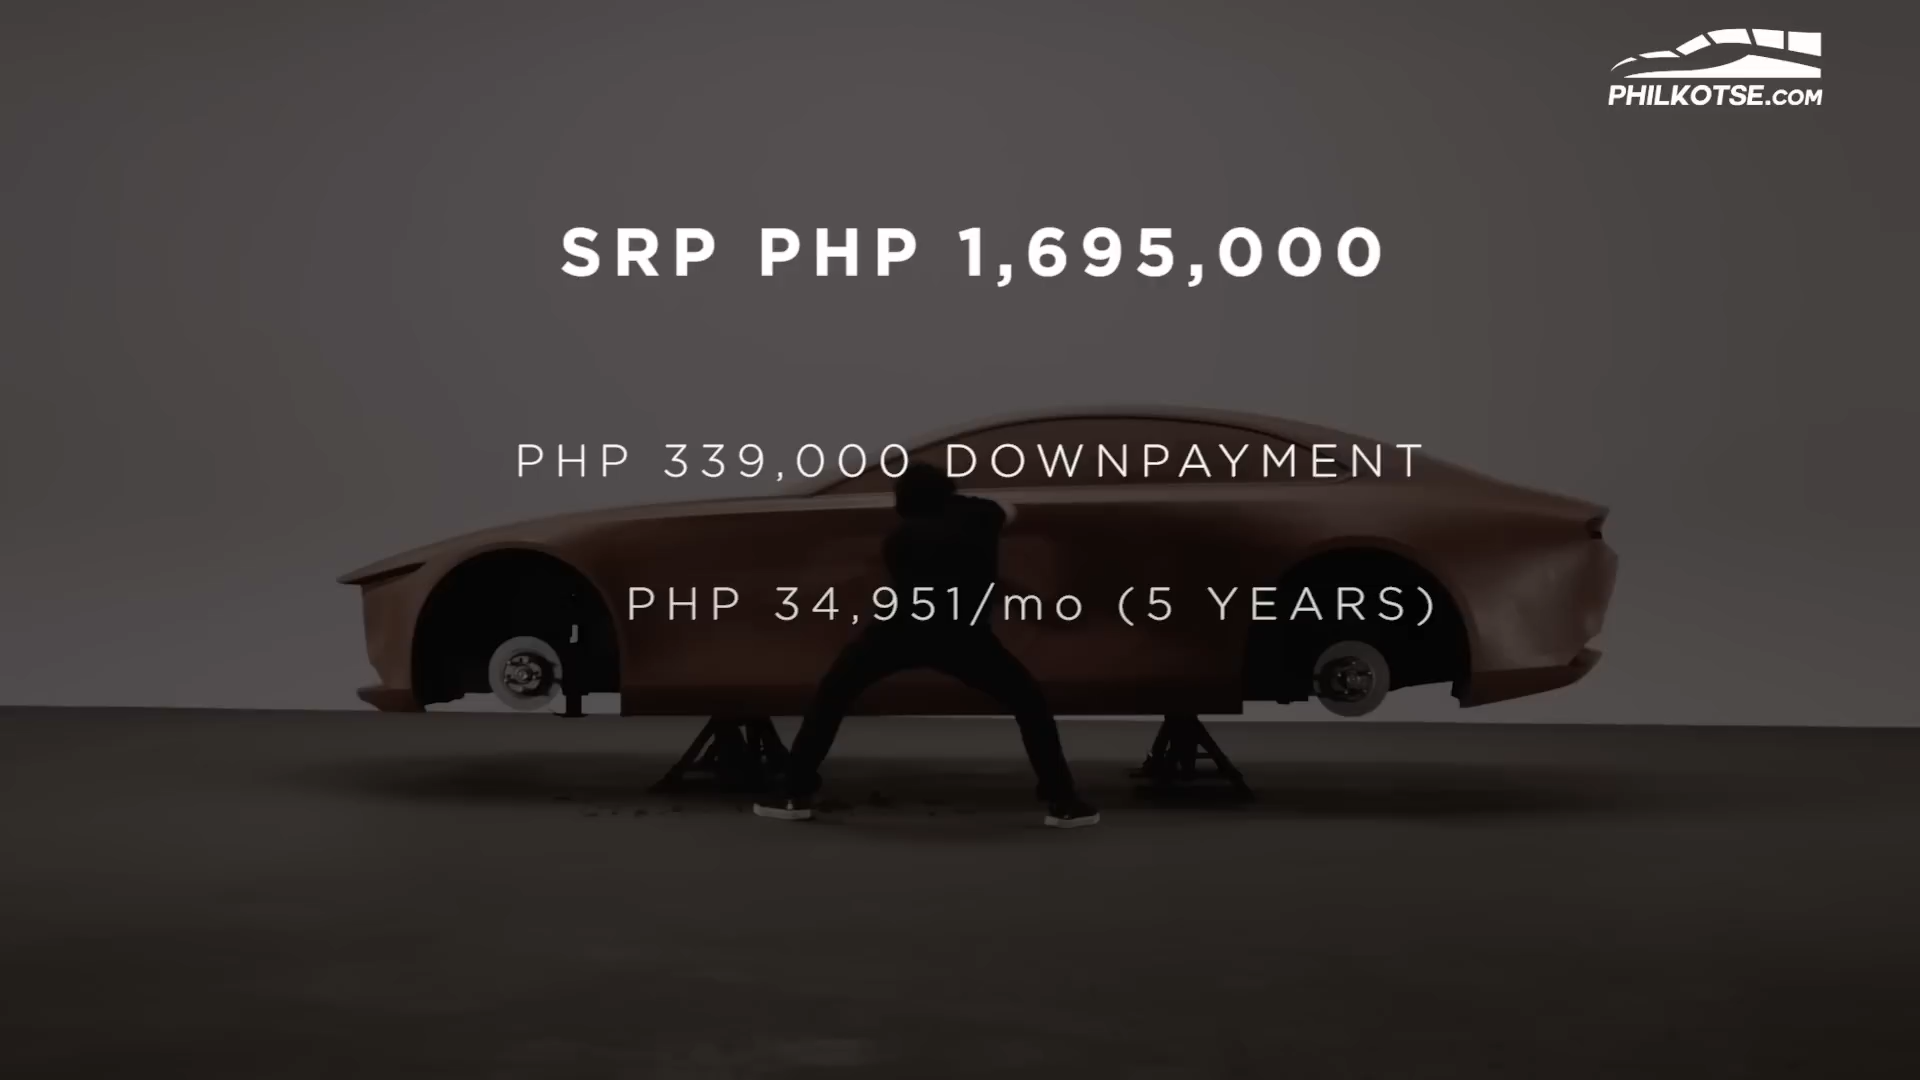 PHILKOTSE.COM
SRP PHP 1,695,000
PHP 339,000 DOWNPAYMENT
PHP 34,951/mo (5 YEARS)